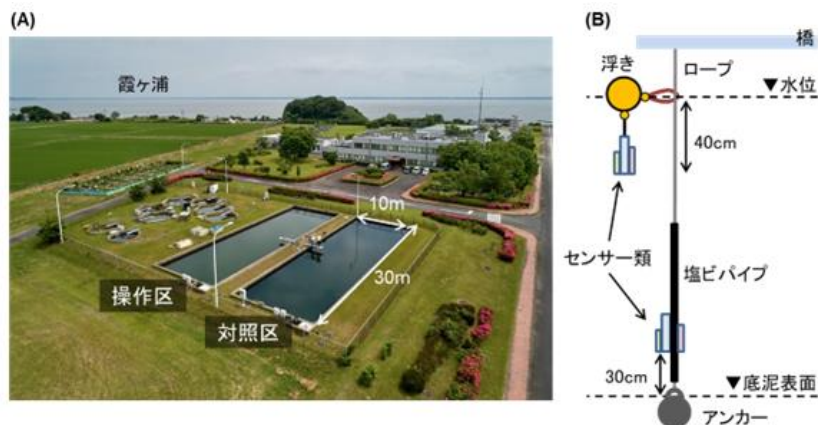 (A)
霞ヶ浦
10m
30m
操作区
対照区
(B)
橋
浮き
ロープ
▼水位
40cm
センサー類
塩ビパイプ
30cm
▼底泥表面
アンカー